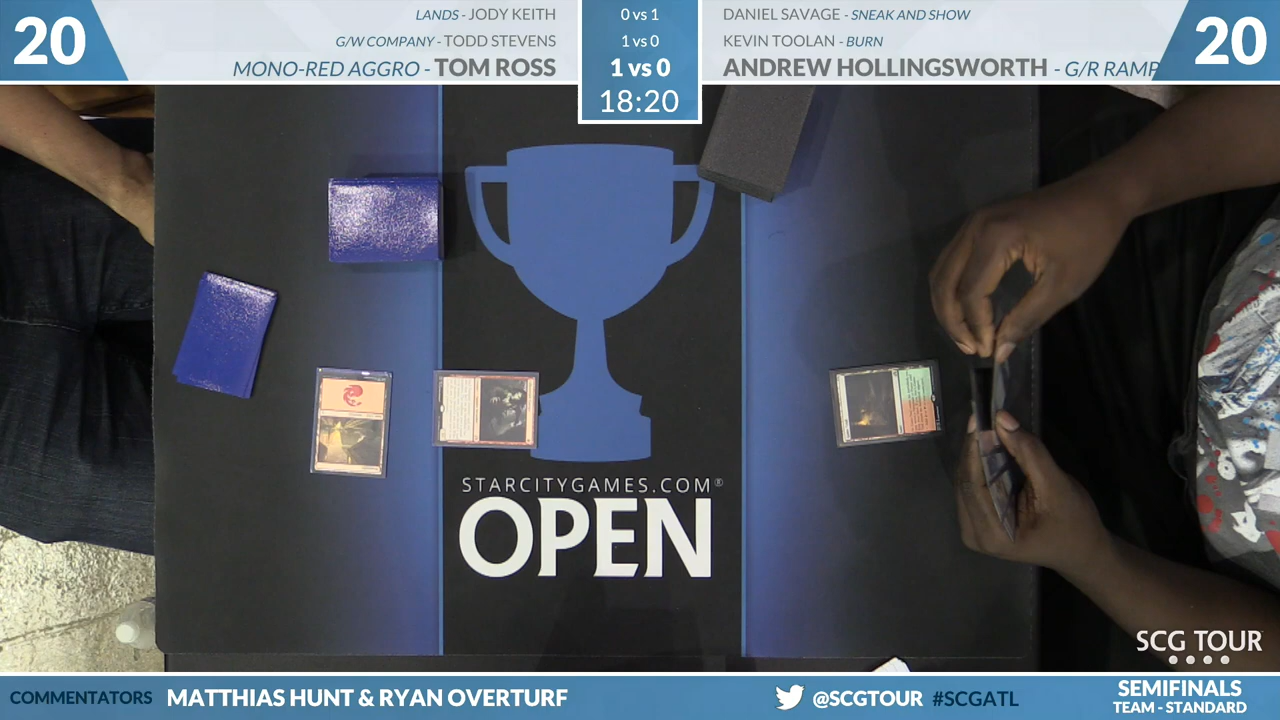 20
LANDS - JODY KEITH
G/W COMPANY - TODD STEVENS
MONO-RED AGGRO - TOM ROSS
0 vs 1
1 vs 0
1 vs 0
18:20
DANIEL SAVAGE - SNEAK AND SHOW
KEVIN TOOLAN - BURN
ANDREW HOLLINGSWORTH - G/R RAMP
20
STARCITYGAMES.COM®
OPEN
SCG TOUR
COMMENTATORS MATTHIAS HUNT & RYAN OVERTURF
@SCGTOUR #SCGATL
SEMIFINALS
TEAM - STANDARD